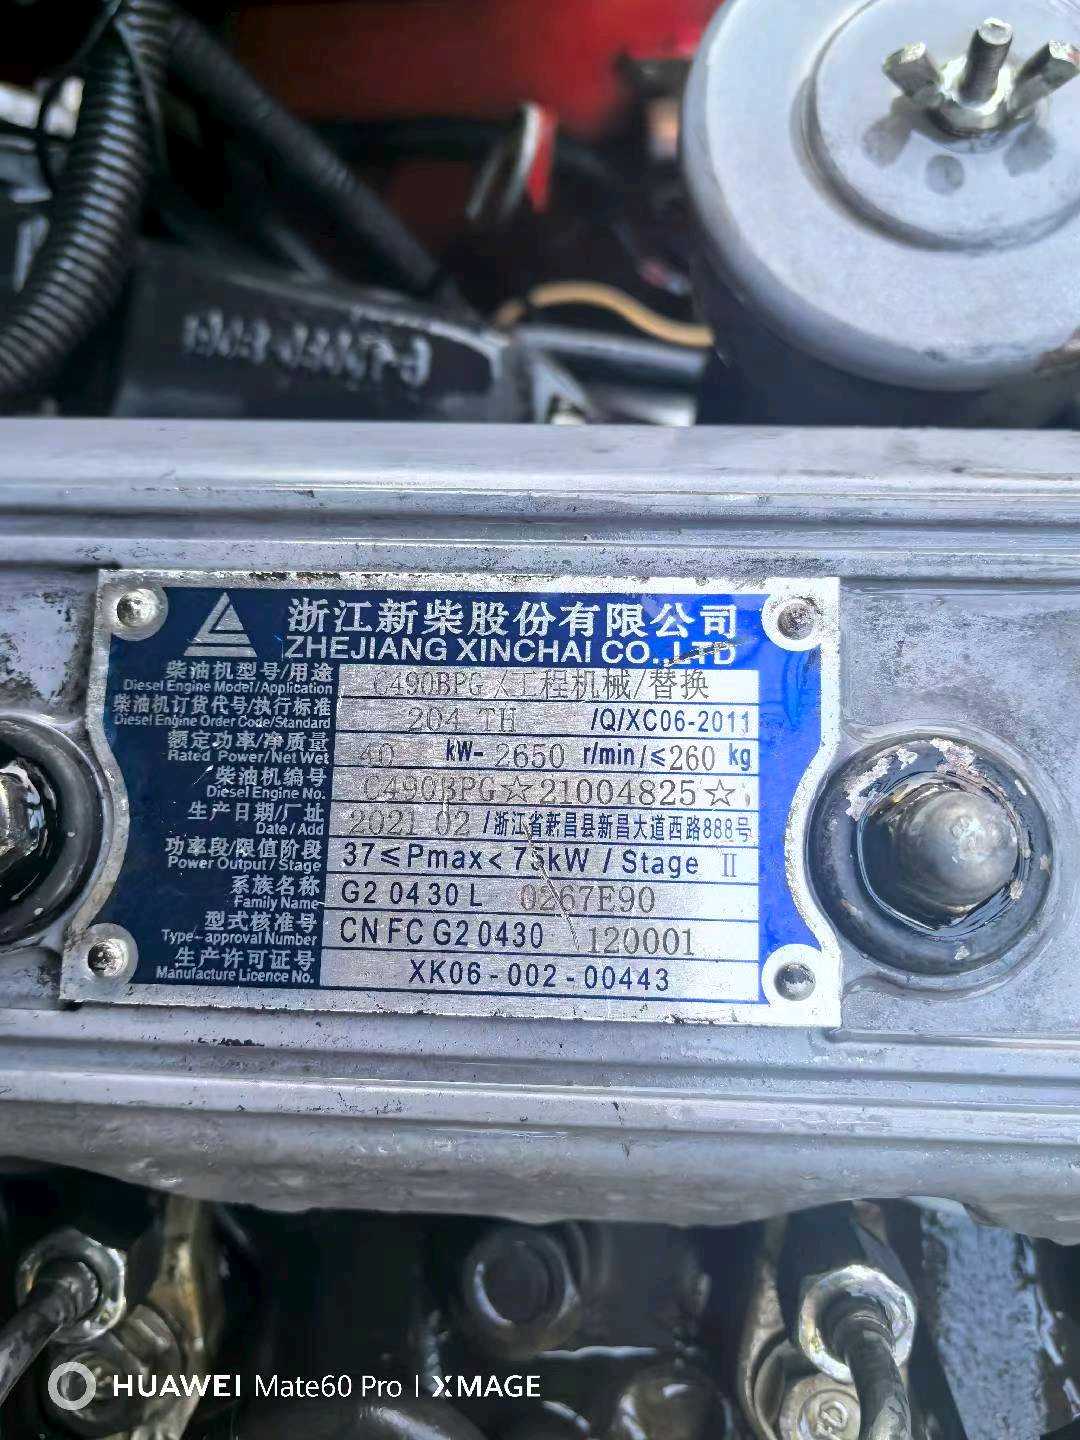 浙江新柴股份有限公司
ZHEJIANG XINCHAI CO.,LTD
柴油机型号/用途 C490BPG/工程机械/替换
Diesel Engine Model/Application
柴油机订货代号/执行标准 204 TH /Q/XC06-2011
Diesel Engine Order Code/Standard
额定功率/净质量 40 kW- 2650 r/min/≤260 kg
Rated Power/Net Wet
柴油机编号 C490BPG☆21004825☆
Diesel Engine No.
生产日期/厂址 2021 02 /浙江省新昌县新昌大道西路888号
Date/Add
功率段/限值阶段 37≤Pmax<75kW/Stage II
Power Output/Stage
系族名称 G2 0430L 0267E90
Family Name
型式核准号 CNFC G2 0430 120001
Type-approval Number
生产许可证号 XK06-002-00443
Manufacture Licence No.
HUAWEI Mate60 Pro | XMAGE